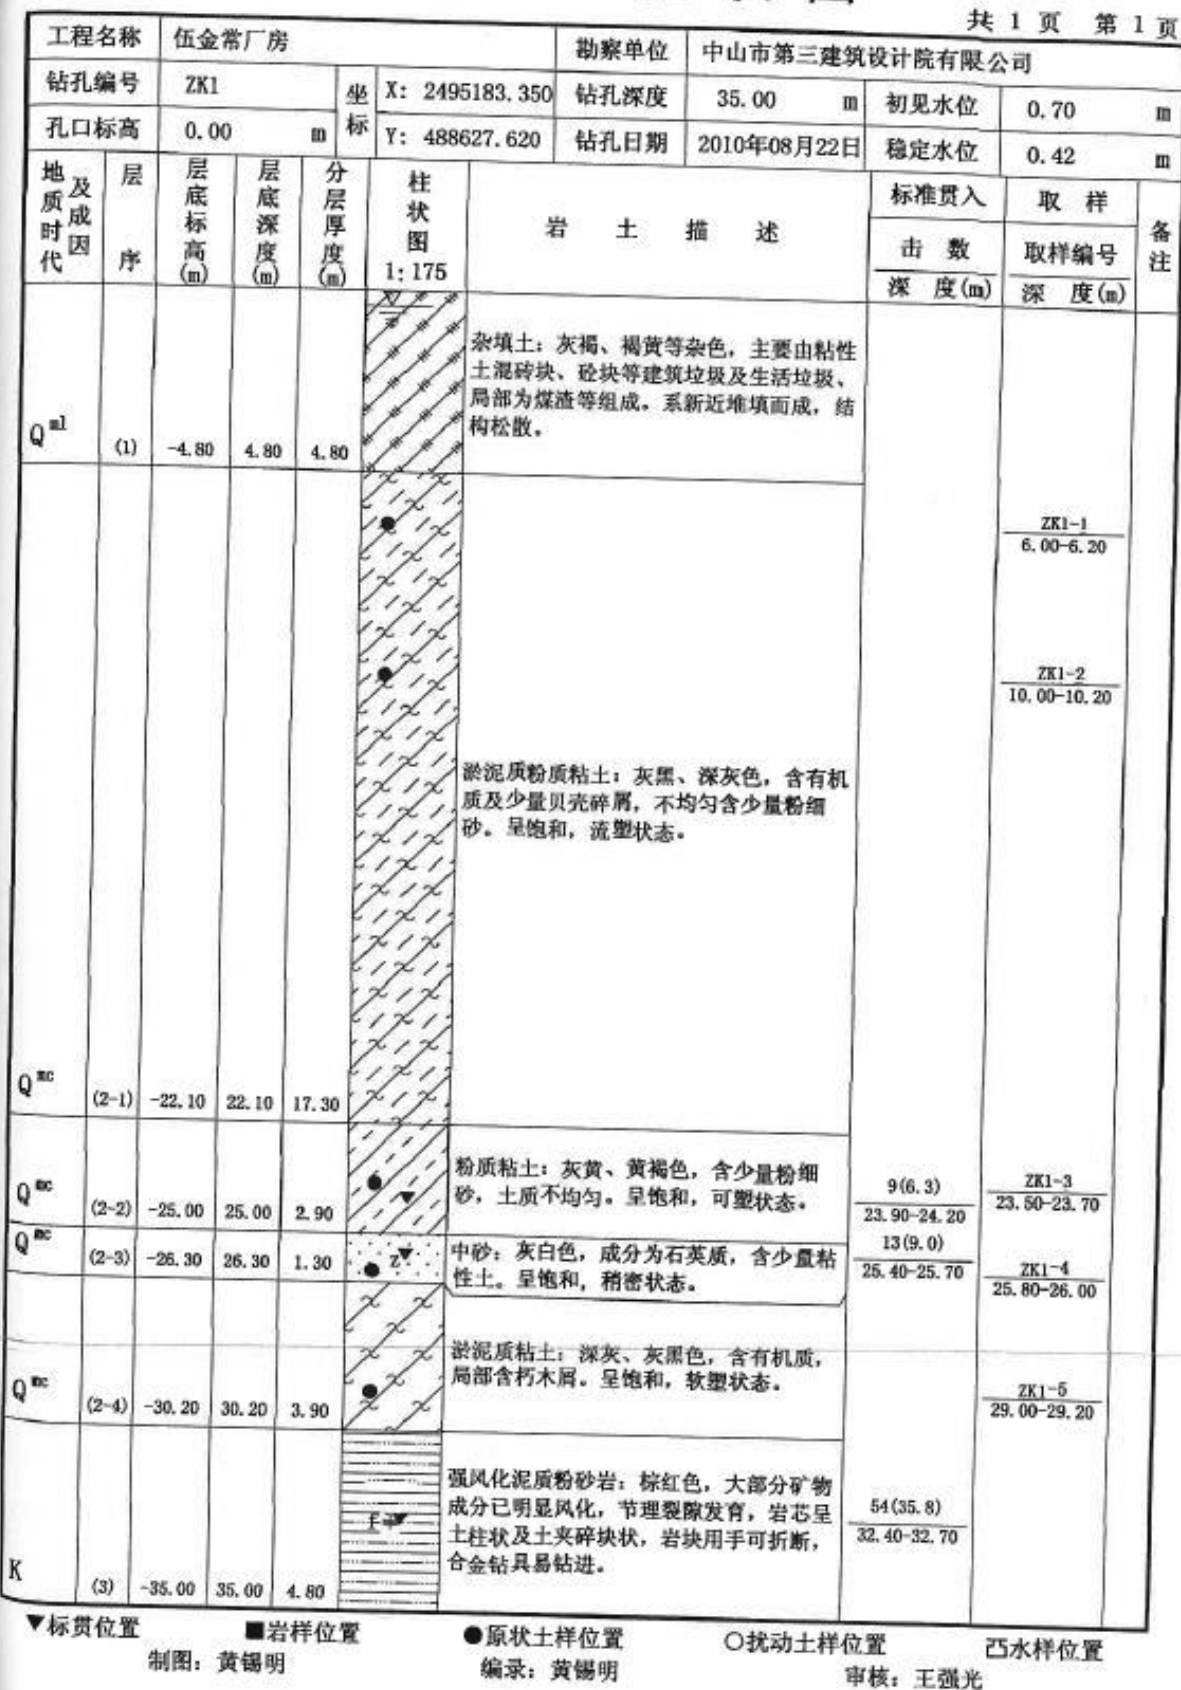 共 1 页 第 1 页
工程名称 伍金常厂房 勘察单位 中山市第三建筑设计院有限公司
钻孔编号 ZK1 坐标 X: 2495183.350 钻孔深度 35.00 m 初见水位 0.70 m
孔口标高 0.00 m Y: 488627.620 钻孔日期 2010年08月22日 稳定水位 0.42 m
地质时代及成因 层序 层底标高(m) 层底深度(m) 分层厚度(m) 柱状图 1:175 岩土描述 标准贯入 击数 深度(m) 取样 取样编号 深度(m) 备注
杂填土：灰褐、褐黄等杂色，主要由粘性
土混砖块、砼块等建筑垃圾及生活垃圾、
局部为煤渣等组成。系新近堆填而成，结
构松散。
Q ml (1) -4.80 4.80 4.80
ZK1-1
6.00-6.20
ZK1-2
10.00-10.20
淤泥质粉质粘土：灰黑、深灰色，含有机
质及少量贝壳碎屑，不均匀含少量粉细
砂。呈饱和，流塑状态。
Q mc (2-1) -22.10 22.10 17.30
粉质粘土：灰黄、黄褐色，含少量粉细
砂，土质不均匀。呈饱和，可塑状态。
Q mc (2-2) -25.00 25.00 2.90
9(6.3)
23.90-24.20
ZK1-3
23.50-23.70
中砂：灰白色，成分为石英质，含少量粘
性土。呈饱和，稍密状态。
Q mc (2-3) -26.30 26.30 1.30
z
13(9.0)
25.40-25.70
ZK1-4
25.80-26.00
淤泥质粘土：深灰、灰黑色，含有机质，
局部含朽木屑。呈饱和，软塑状态。
Q mc (2-4) -30.20 30.20 3.90
ZK1-5
29.00-29.20
强风化泥质粉砂岩：棕红色，大部分矿物
成分已明显风化，节理裂隙发育，岩芯呈
土柱状及土夹碎块状，岩块用手可折断，
合金钻具易钻进。
54(35.8)
32.40-32.70
K (3) -35.00 35.00 4.80
▼标贯位置 ■岩样位置 ●原状土样位置 ○扰动土样位置 凸水样位置
制图：黄锡明 编录：黄锡明 审核：王强光